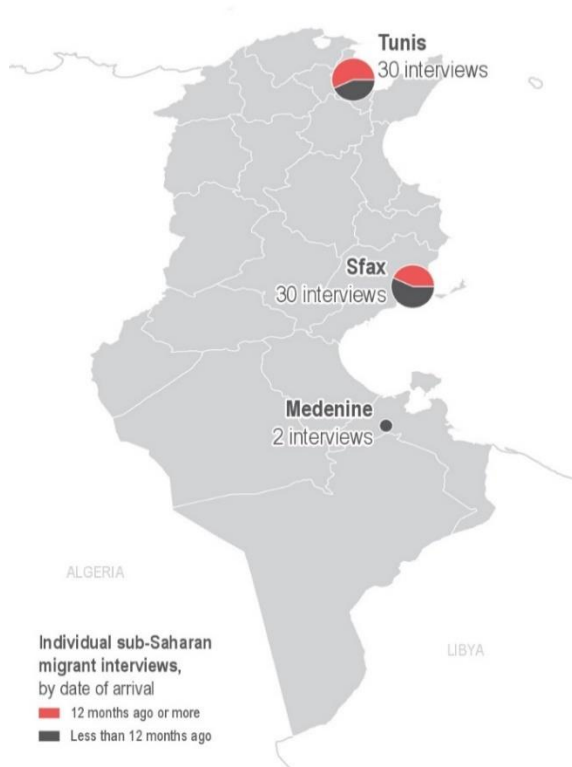 Tunis
30 interviews
Sfax
30 interviews
Medenine
2 interviews
ALGERIA
LIBYA
Individual sub-Saharan
migrant interviews,
by date of arrival
12 months ago or more
Less than 12 months ago